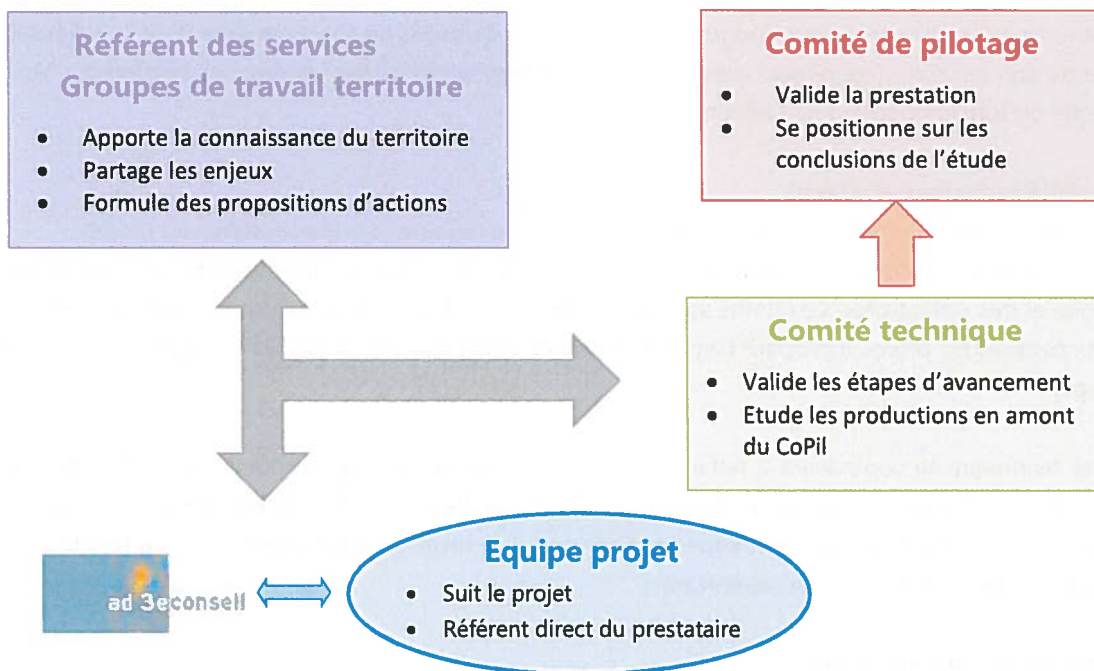 Référent des services
Groupes de travail territoire
• Apporte la connaissance du territoire
• Partage les enjeux
• Formule des propositions d'actions
Comité de pilotage
• Valide la prestation
• Se positionne sur les
conclusions de l'étude
Comité technique
• Valide les étapes d'avancement
• Etude les productions en amont
du CoPil
Equipe projet
• Suit le projet
• Référent direct du prestataire
ad 3econseil